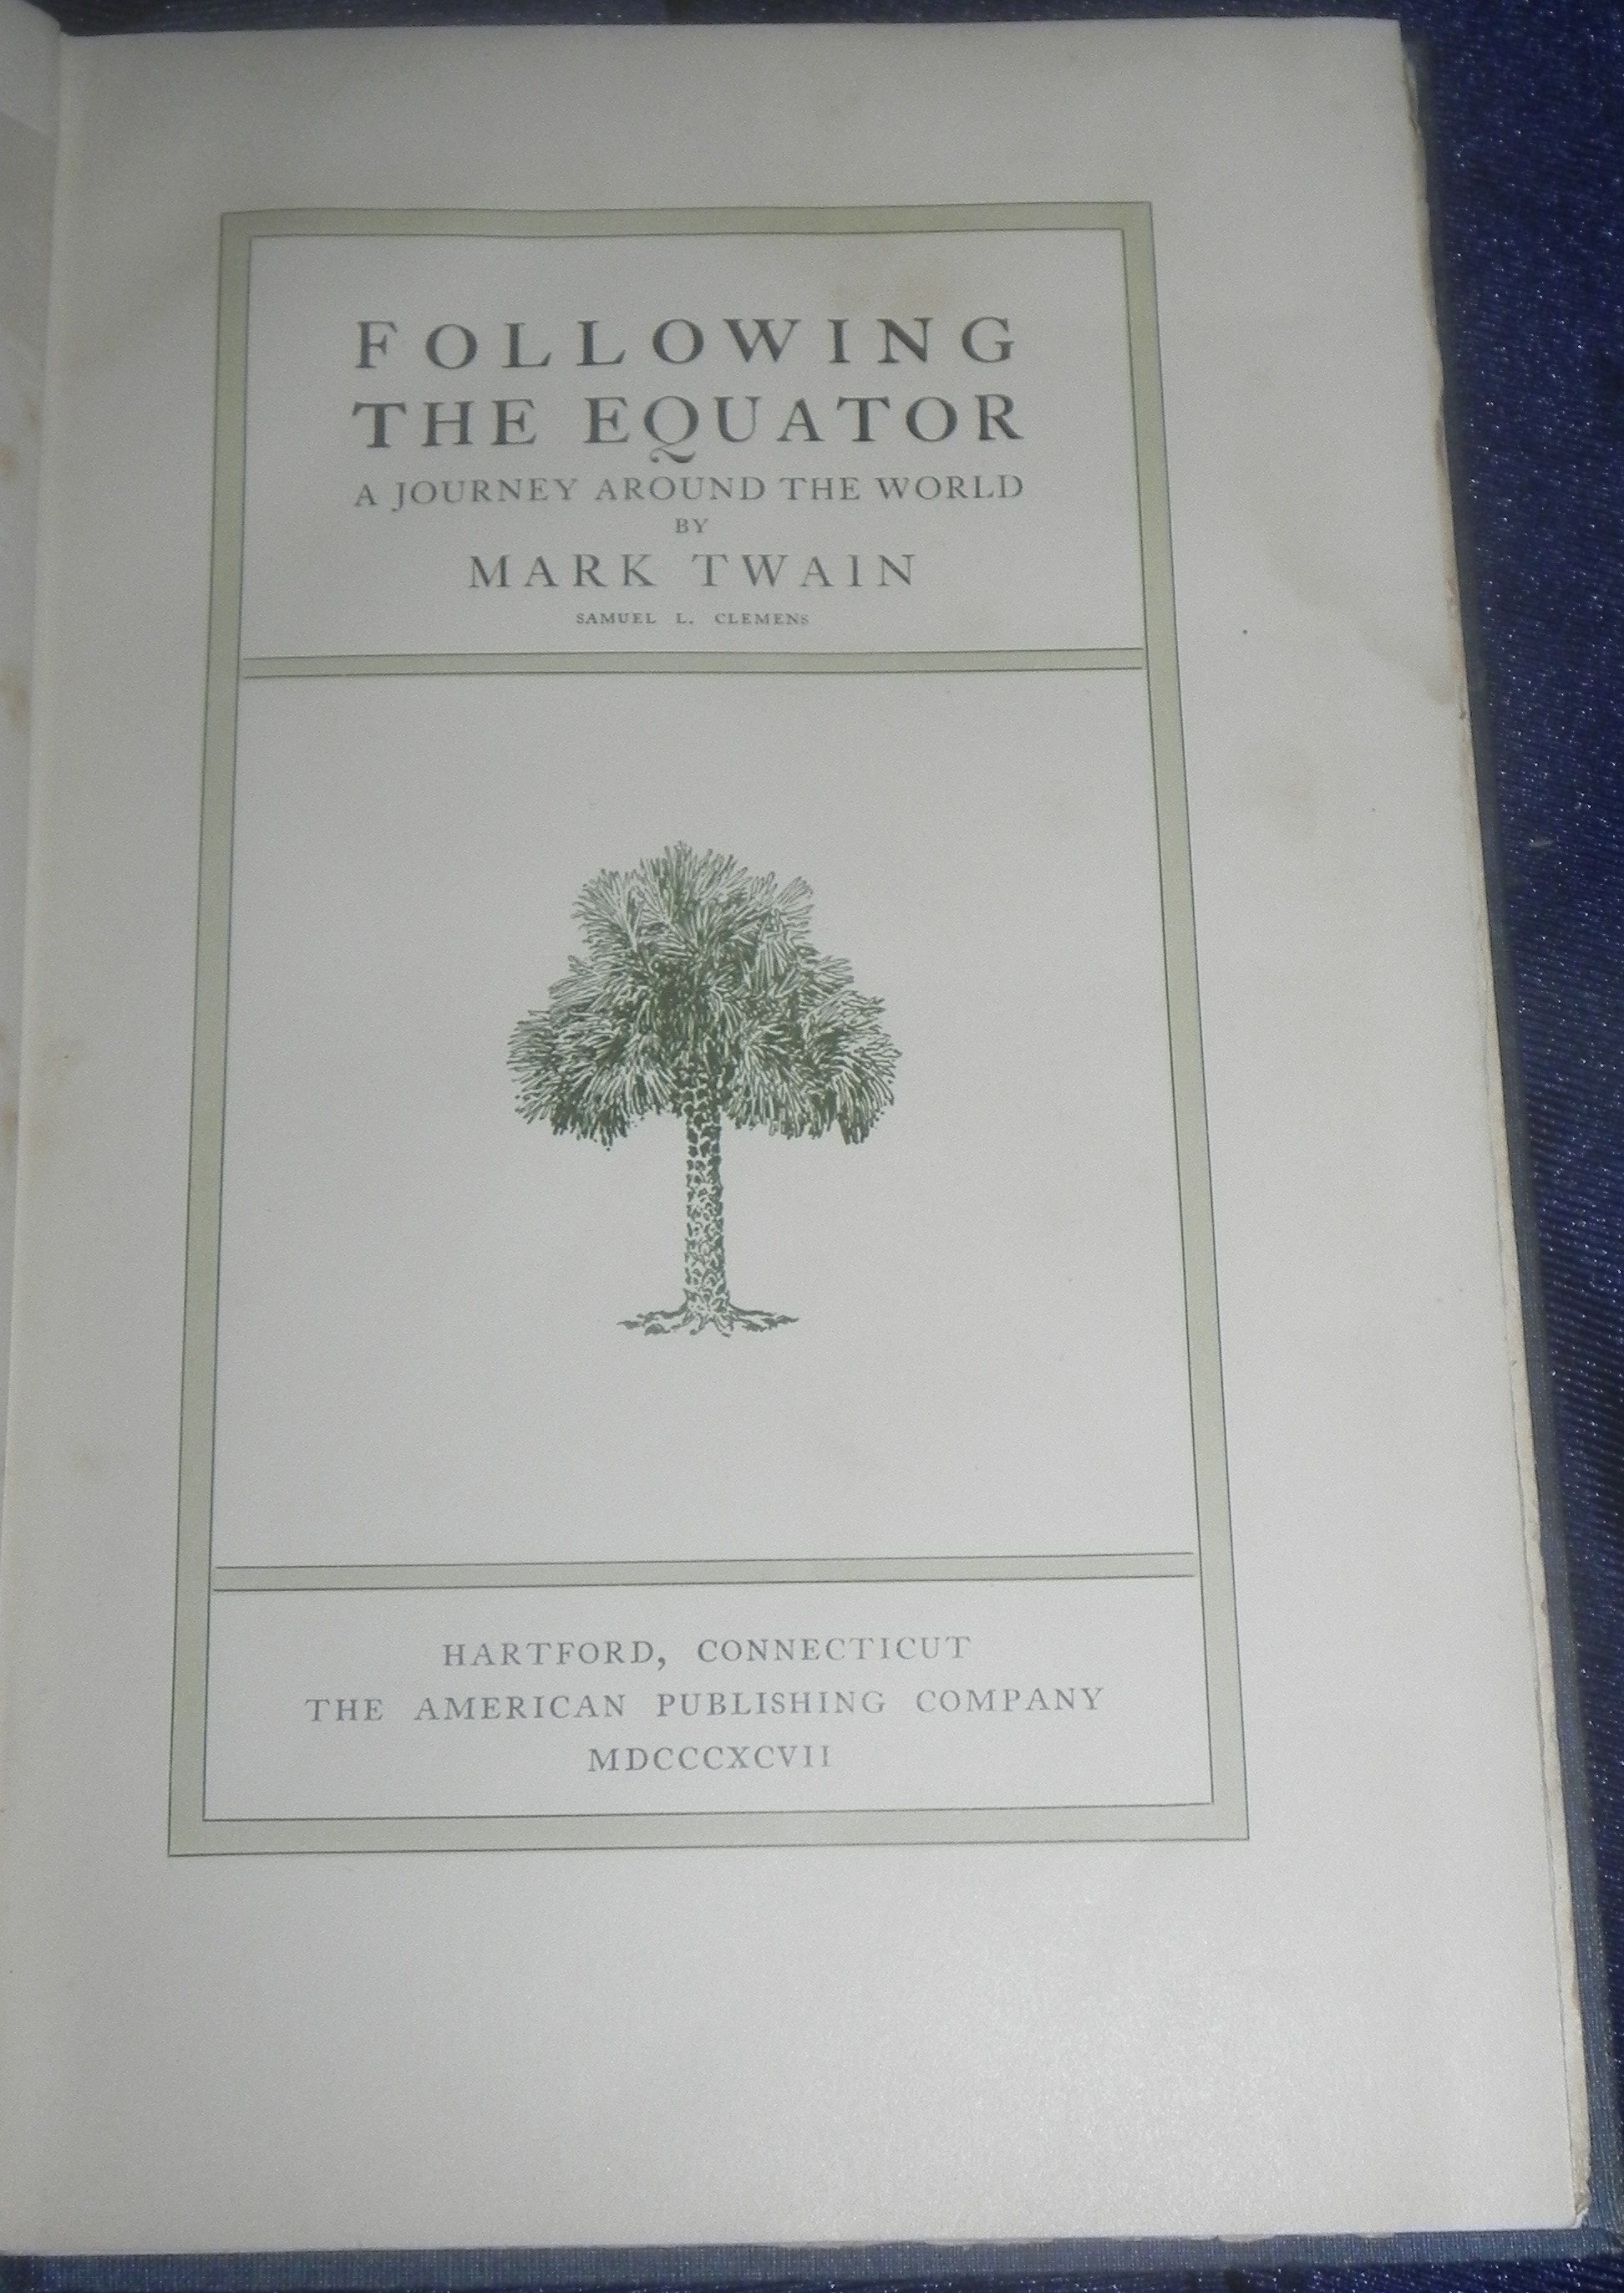 FOLLOWING
THE EQUATOR
A JOURNEY AROUND THE WORLD
BY
MARK TWAIN
SAMUEL L. CLEMENS
HARTFORD, CONNECTICUT
THE AMERICAN PUBLISHING COMPANY
MDCCCXCVII